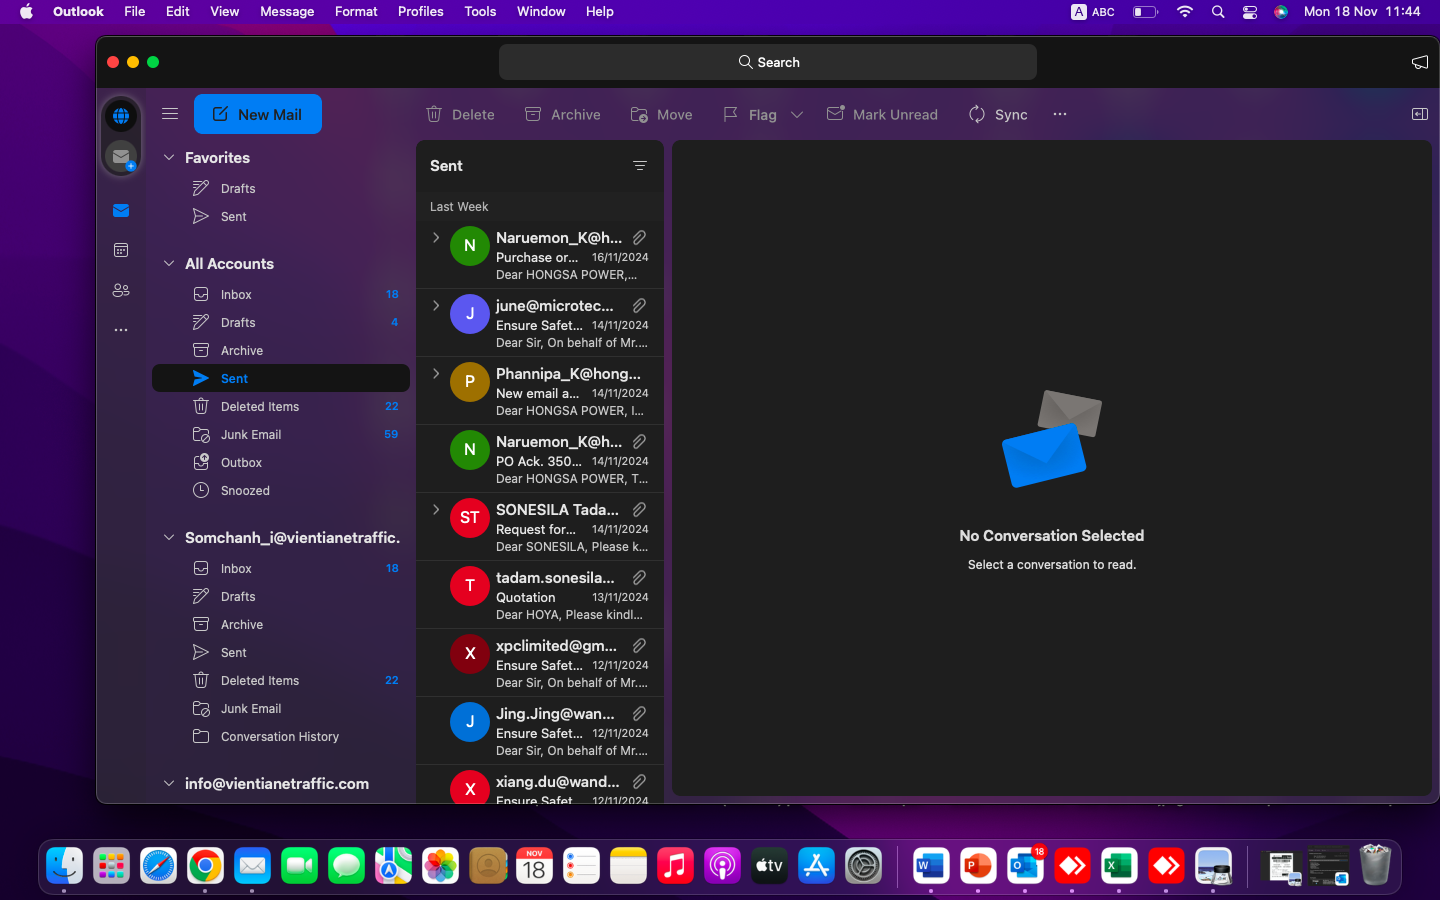 Outlook File Edit View Message Format Profiles Tools Window Help A ABC Mon 18 Nov 11:44
Search
New Mail Delete Archive Move Flag Mark Unread Sync
Favorites
Drafts
Sent
All Accounts
Inbox 18
Drafts 4
Archive
Sent
Deleted Items 22
Junk Email 59
Outbox
Snoozed
Somchanh_i@vientianetraffic.
Inbox 18
Drafts
Archive
Sent
Deleted Items 22
Junk Email
Conversation History
info@vientianetraffic.com
Sent
Last Week
N Naruemon_K@h...
Purchase or... 16/11/2024
Dear HONGSA POWER,...
J june@microtec...
Ensure Safet... 14/11/2024
Dear Sir, On behalf of Mr....
P Phannipa_K@hong...
New email a... 14/11/2024
Dear HONGSA POWER, I...
N Naruemon_K@h...
PO Ack. 350... 14/11/2024
Dear HONGSA POWER, T...
ST SONESILA Tada...
Request for... 14/11/2024
Dear SONESILA, Please k...
T tadam.sonesila...
Quotation 13/11/2024
Dear HOYA, Please kindl...
X xpclimited@gm...
Ensure Safet... 12/11/2024
Dear Sir, On behalf of Mr....
J Jing.Jing@wan...
Ensure Safet... 12/11/2024
Dear Sir, On behalf of Mr....
X xiang.du@wand...
Ensure Safet... 12/11/2024
No Conversation Selected
Select a conversation to read.
NOV
18
tv
W
P
O
18
X